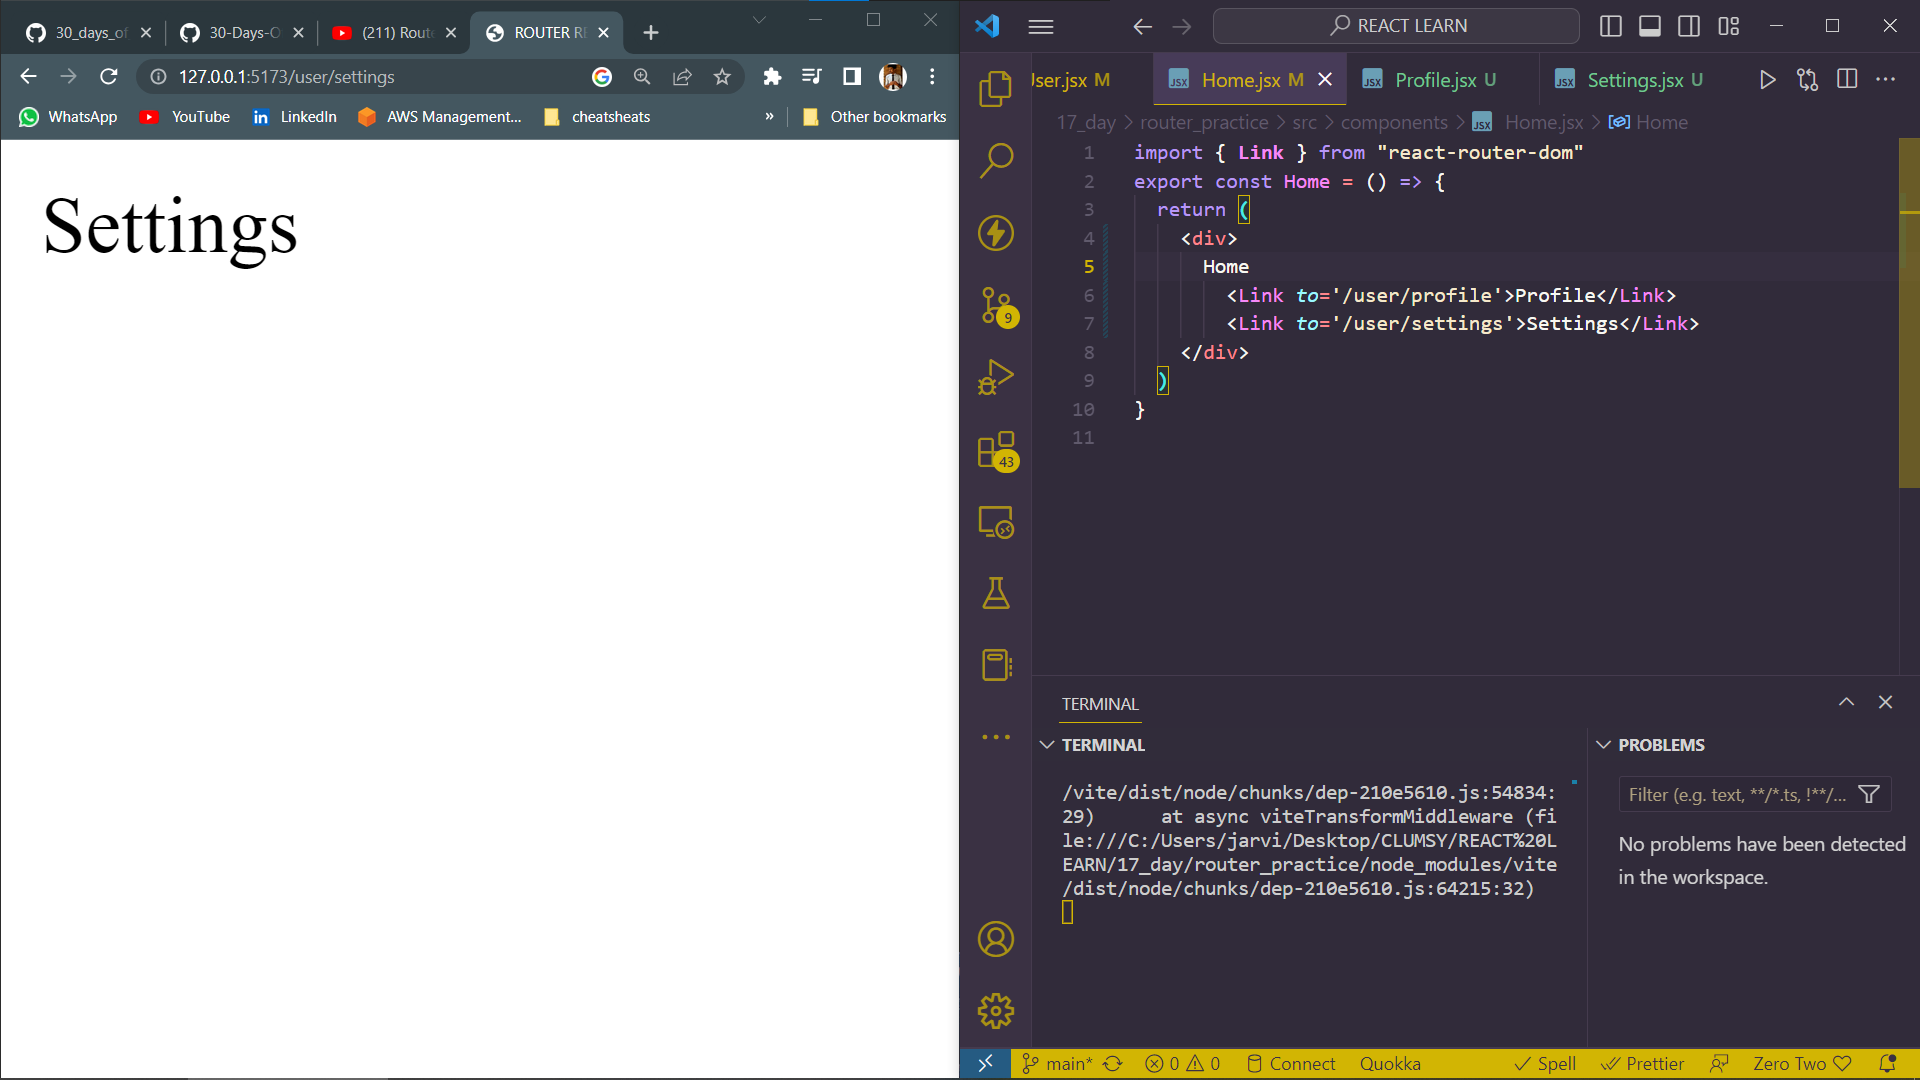 30_days_of
30-Days-O
(211) Route
ROUTER RE
127.0.0.1:5173/user/settings
WhatsApp
YouTube
LinkedIn
AWS Management...
cheatsheats
»
Other bookmarks
Settings
REACT LEARN
User.jsx M
Home.jsx M
Profile.jsx U
Settings.jsx U
17_day > router_practice > src > components > Home.jsx > Home
1 import { Link } from "react-router-dom"
2 export const Home = () => {
3 return (
4 <div>
5 Home
6 <Link to='/user/profile'>Profile</Link>
7 <Link to='/user/settings'>Settings</Link>
8 </div>
9 )
10 }
11
9
43
TERMINAL
TERMINAL
/vite/dist/node/chunks/dep-210e5610.js:54834:
29)      at async viteTransformMiddleware (fi
le:///C:/Users/jarvi/Desktop/CLUMSY/REACT%20L
EARN/17_day/router_practice/node_modules/vite
/dist/node/chunks/dep-210e5610.js:64215:32)
PROBLEMS
Filter (e.g. text, **/*.ts, !**/...
No problems have been detected
in the workspace.
main* 0 0 Connect Quokka Spell Prettier Zero Two